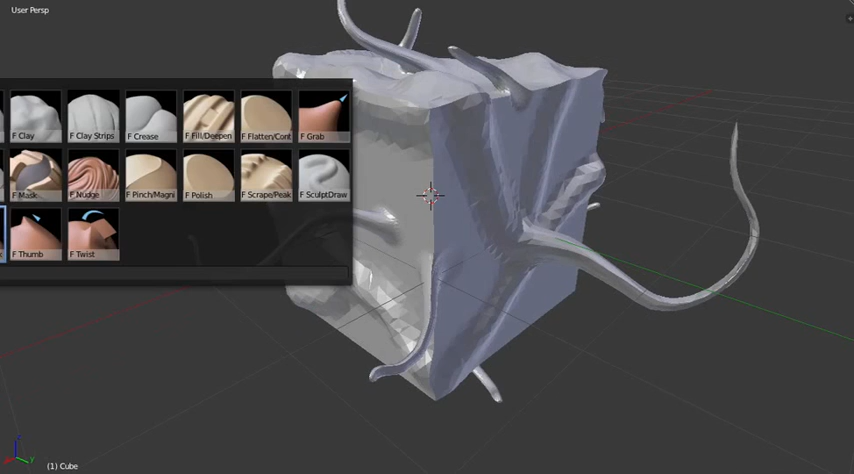 User Persp
F Clay
F Clay Strips
F Crease
F Fill/Deepen
F Flatten/Cont
F Grab
F Mask
F Nudge
F Pinch/Magni
F Polish
F Scrape/Peak
F SculptDraw
F Thumb
F Twist
(1) Cube